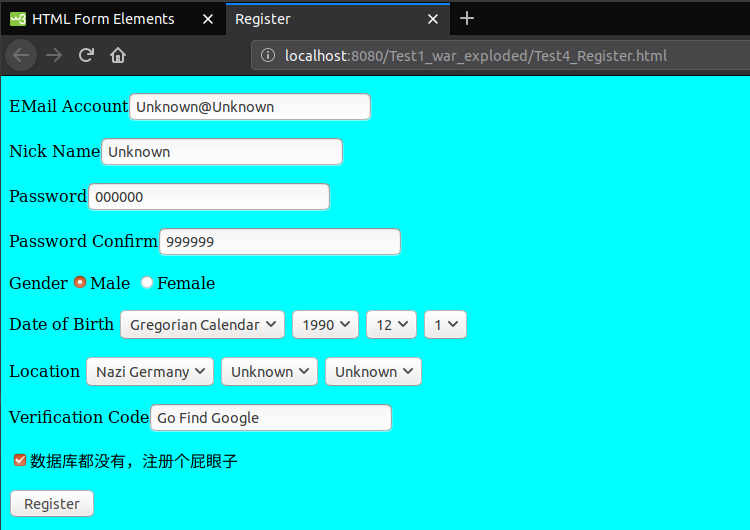 HTML Form Elements
Register
localhost:8080/Test1_war_exploded/Test4_Register.html
EMail Account Unknown@Unknown
Nick Name Unknown
Password 000000
Password Confirm 999999
Gender Male Female
Date of Birth Gregorian Calendar 1990 12 1
Location Nazi Germany Unknown Unknown
Verification Code Go Find Google
数据库都没有，注册个屁眼子
Register